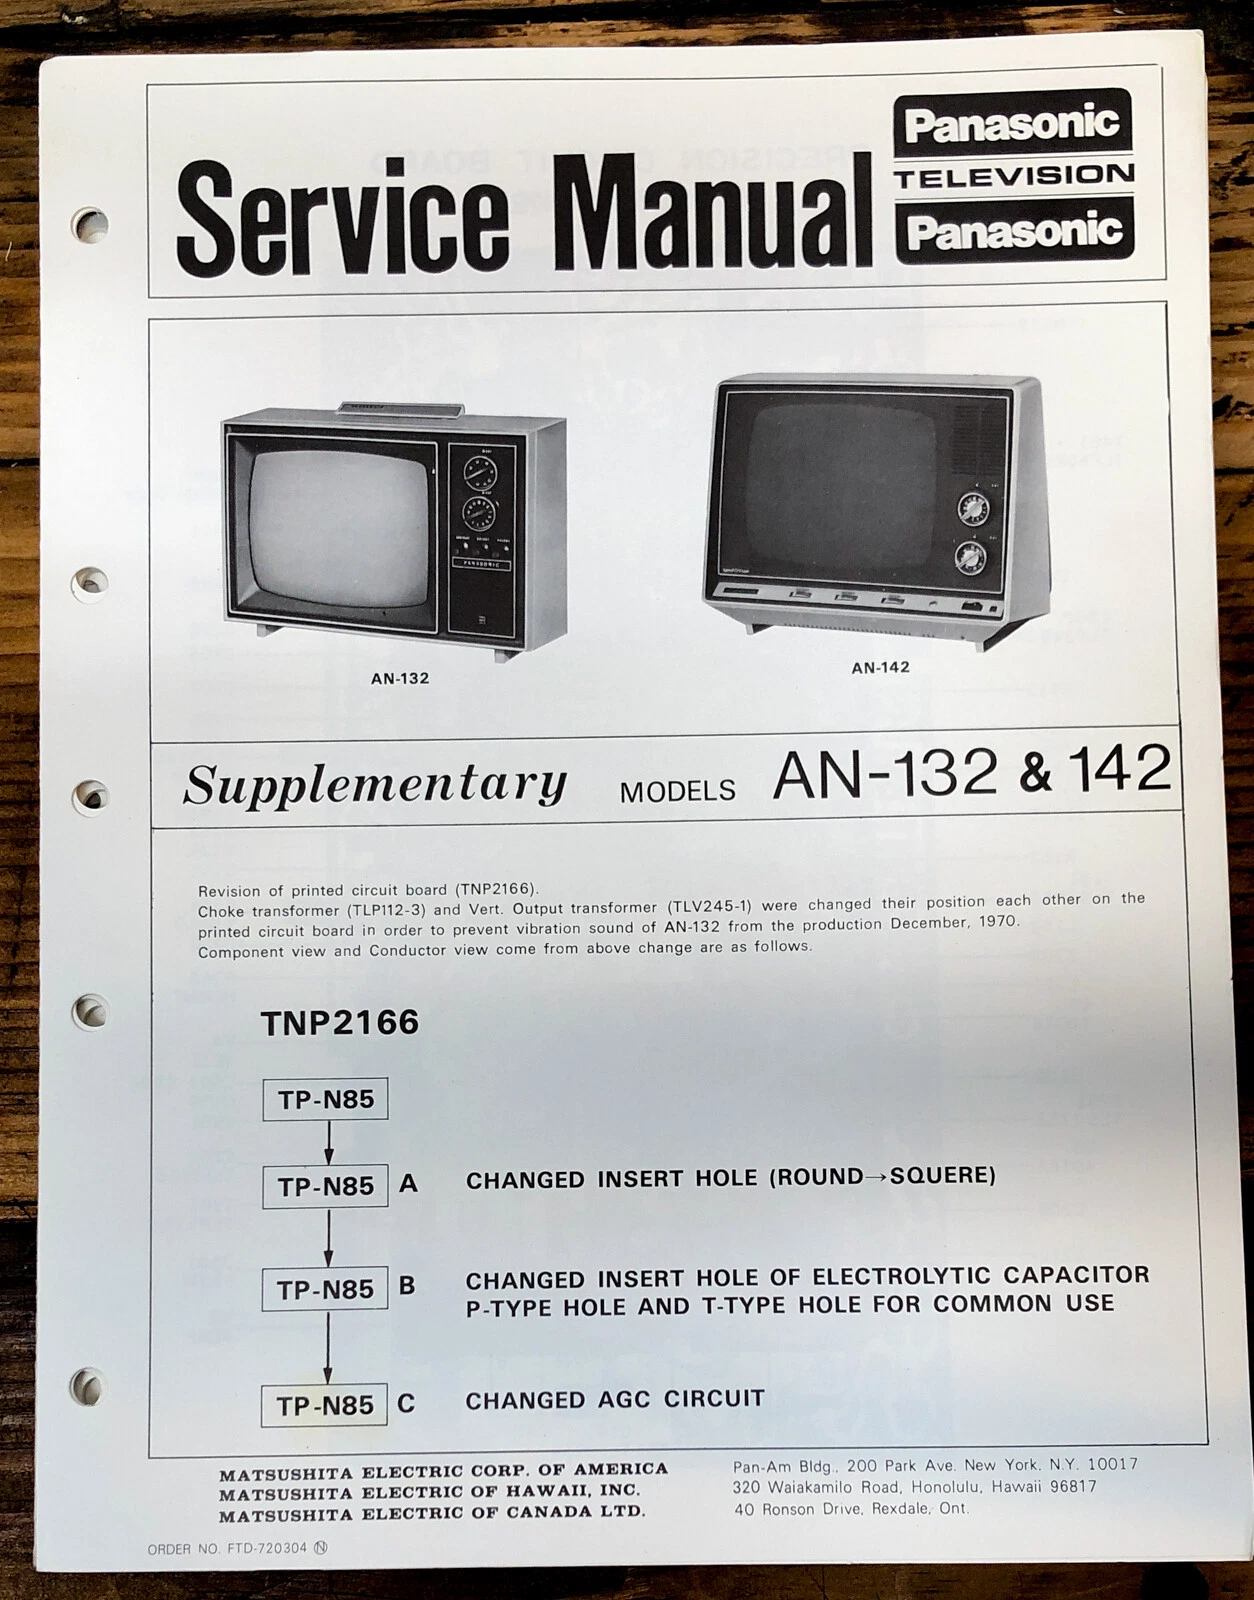 Service Manual
Panasonic
TELEVISION
Panasonic
PANASONIC
AN-132
AN-142
Supplementary MODELS AN-132 & 142
Revision of printed circuit board (TNP2166).
Choke transformer (TLP112-3) and Vert. Output transformer (TLV245-1) were changed their position each other on the
printed circuit board in order to prevent vibration sound of AN-132 from the production December, 1970.
Component view and Conductor view come from above change are as follows.
TNP2166
TP-N85
TP-N85 A CHANGED INSERT HOLE (ROUND→SQUERE)
TP-N85 B CHANGED INSERT HOLE OF ELECTROLYTIC CAPACITOR
P-TYPE HOLE AND T-TYPE HOLE FOR COMMON USE
TP-N85 C CHANGED AGC CIRCUIT
MATSUSHITA ELECTRIC CORP. OF AMERICA Pan-Am Bldg., 200 Park Ave. New York. N.Y. 10017
MATSUSHITA ELECTRIC OF HAWAII, INC. 320 Waiakamilo Road, Honolulu, Hawaii 96817
MATSUSHITA ELECTRIC OF CANADA LTD. 40 Ronson Drive, Rexdale, Ont.
ORDER NO. FTD-720304 Ⓝ